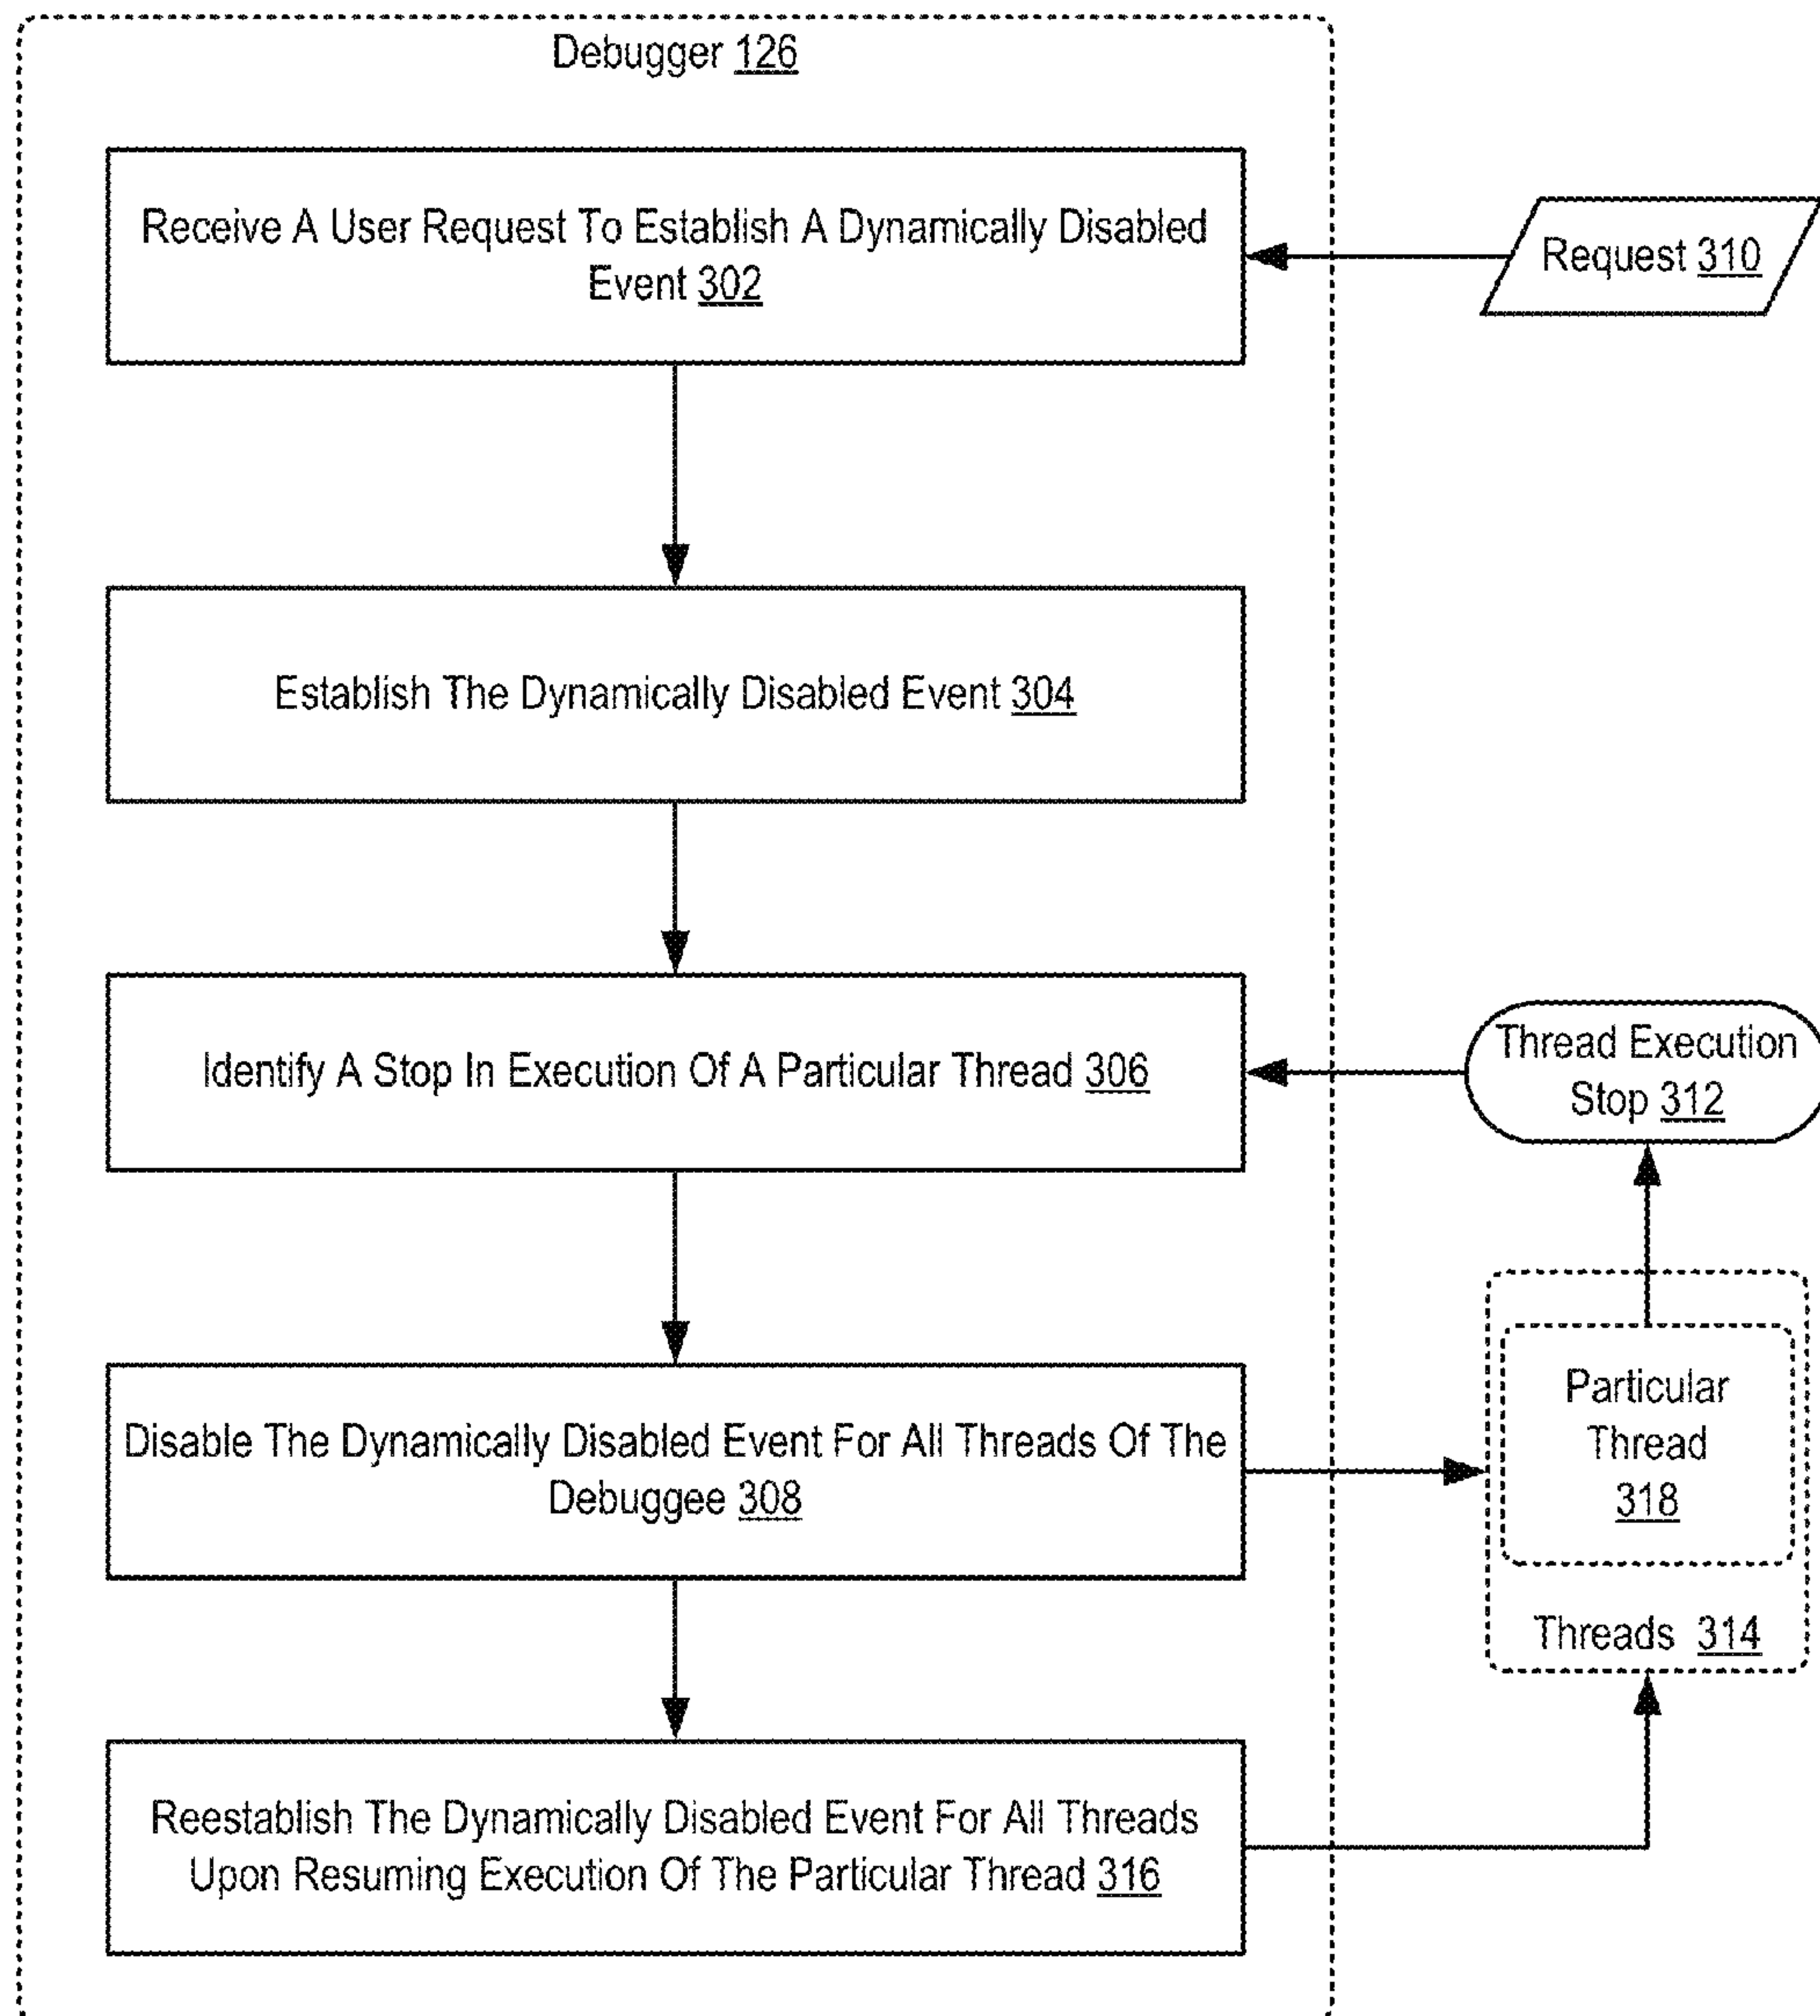 Debugger 126
Receive A User Request To Establish A Dynamically Disabled
Event 302
Request 310
Establish The Dynamically Disabled Event 304
Identify A Stop In Execution Of A Particular Thread 306
Thread Execution
Stop 312
Disable The Dynamically Disabled Event For All Threads Of The
Debuggee 308
Particular
Thread
318
Threads 314
Reestablish The Dynamically Disabled Event For All Threads
Upon Resuming Execution Of The Particular Thread 316